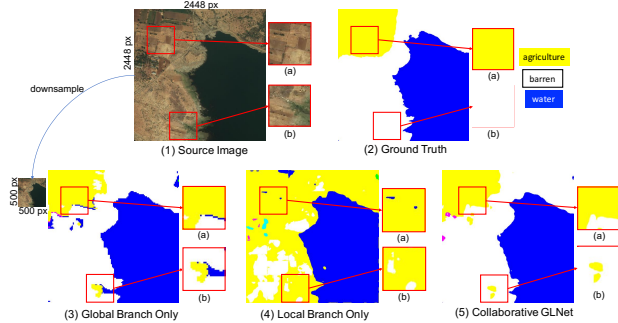 2448 px
2448 px
(a)
(b)
(1) Source Image
(a)
(b)
(2) Ground Truth
agriculture
barren
water
downsample
500 px
500 px
(a)
(b)
(3) Global Branch Only
(a)
(b)
(4) Local Branch Only
(a)
(b)
(5) Collaborative GLNet